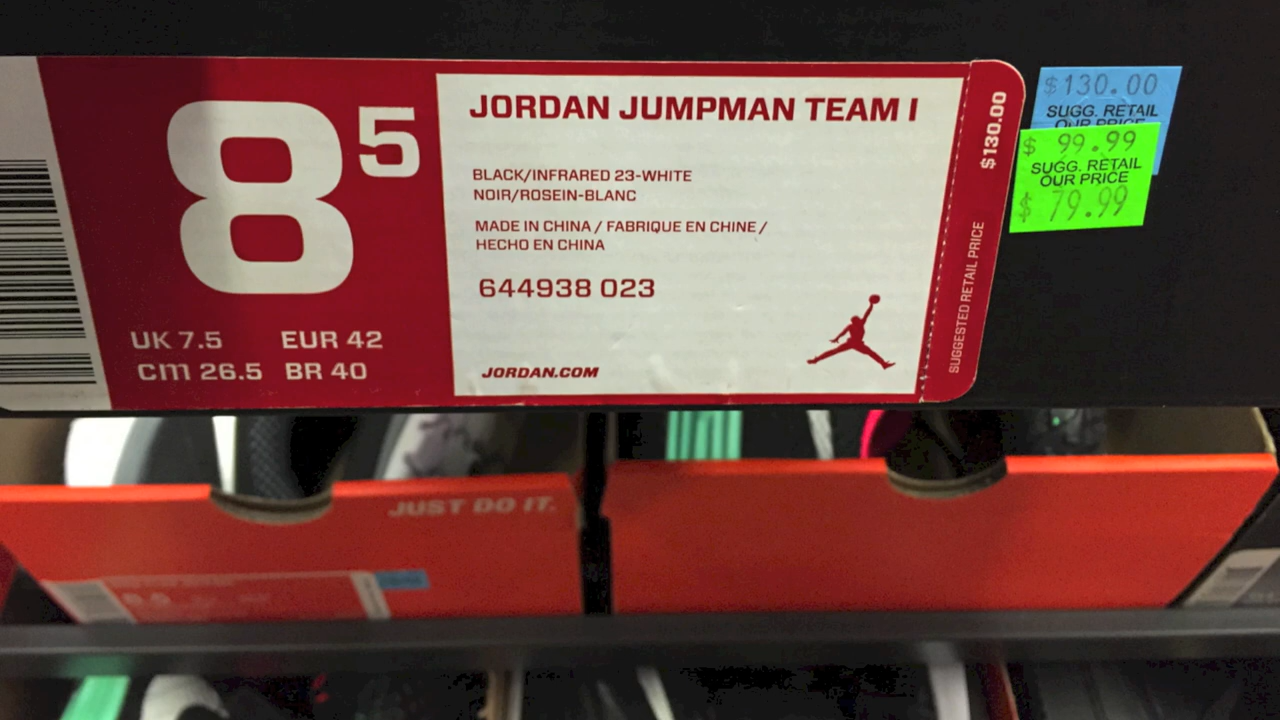 8 5
UK 7.5 EUR 42
cm 26.5 BR 40
JORDAN JUMPMAN TEAM I
BLACK/INFRARED 23-WHITE
NOIR/ROSEIN-BLANC
MADE IN CHINA / FABRIQUE EN CHINE /
HECHO EN CHINA
644938 023
JORDAN.COM
$130.00
SUGGESTED RETAIL PRICE
$130.00
SUGG. RETAIL
OUR PRICE
$ 99.99
SUGG. RETAIL
OUR PRICE
$ 79.99
JUST DO IT.